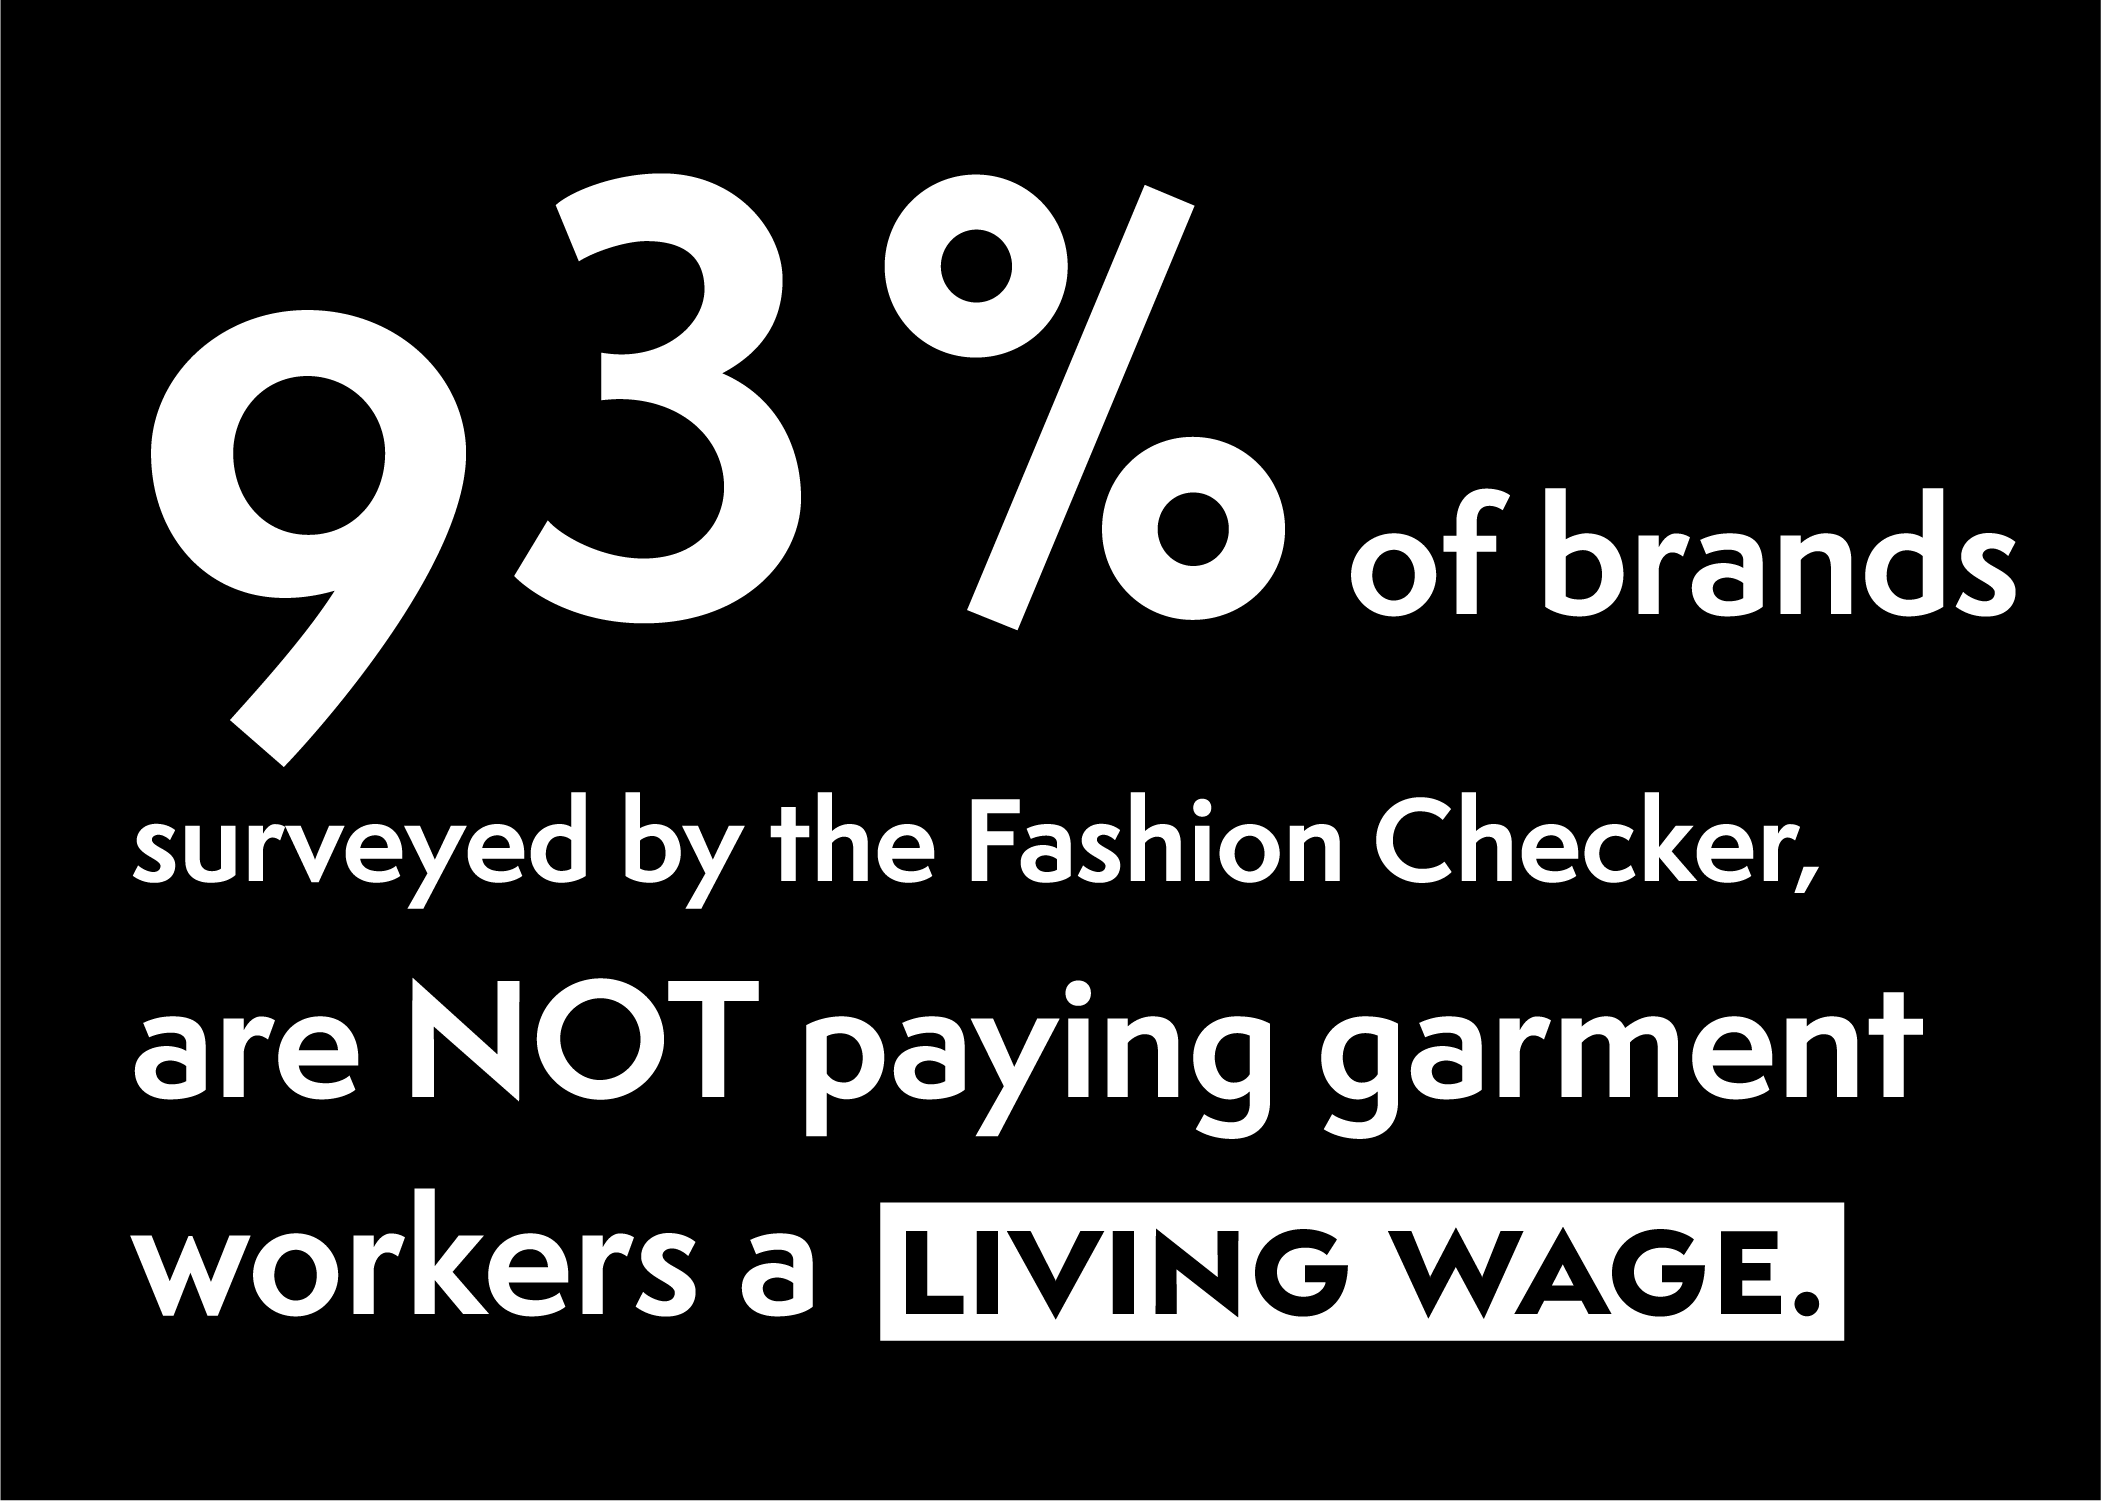 93% of brands
surveyed by the Fashion Checker,
are NOT paying garment
workers a LIVING WAGE.